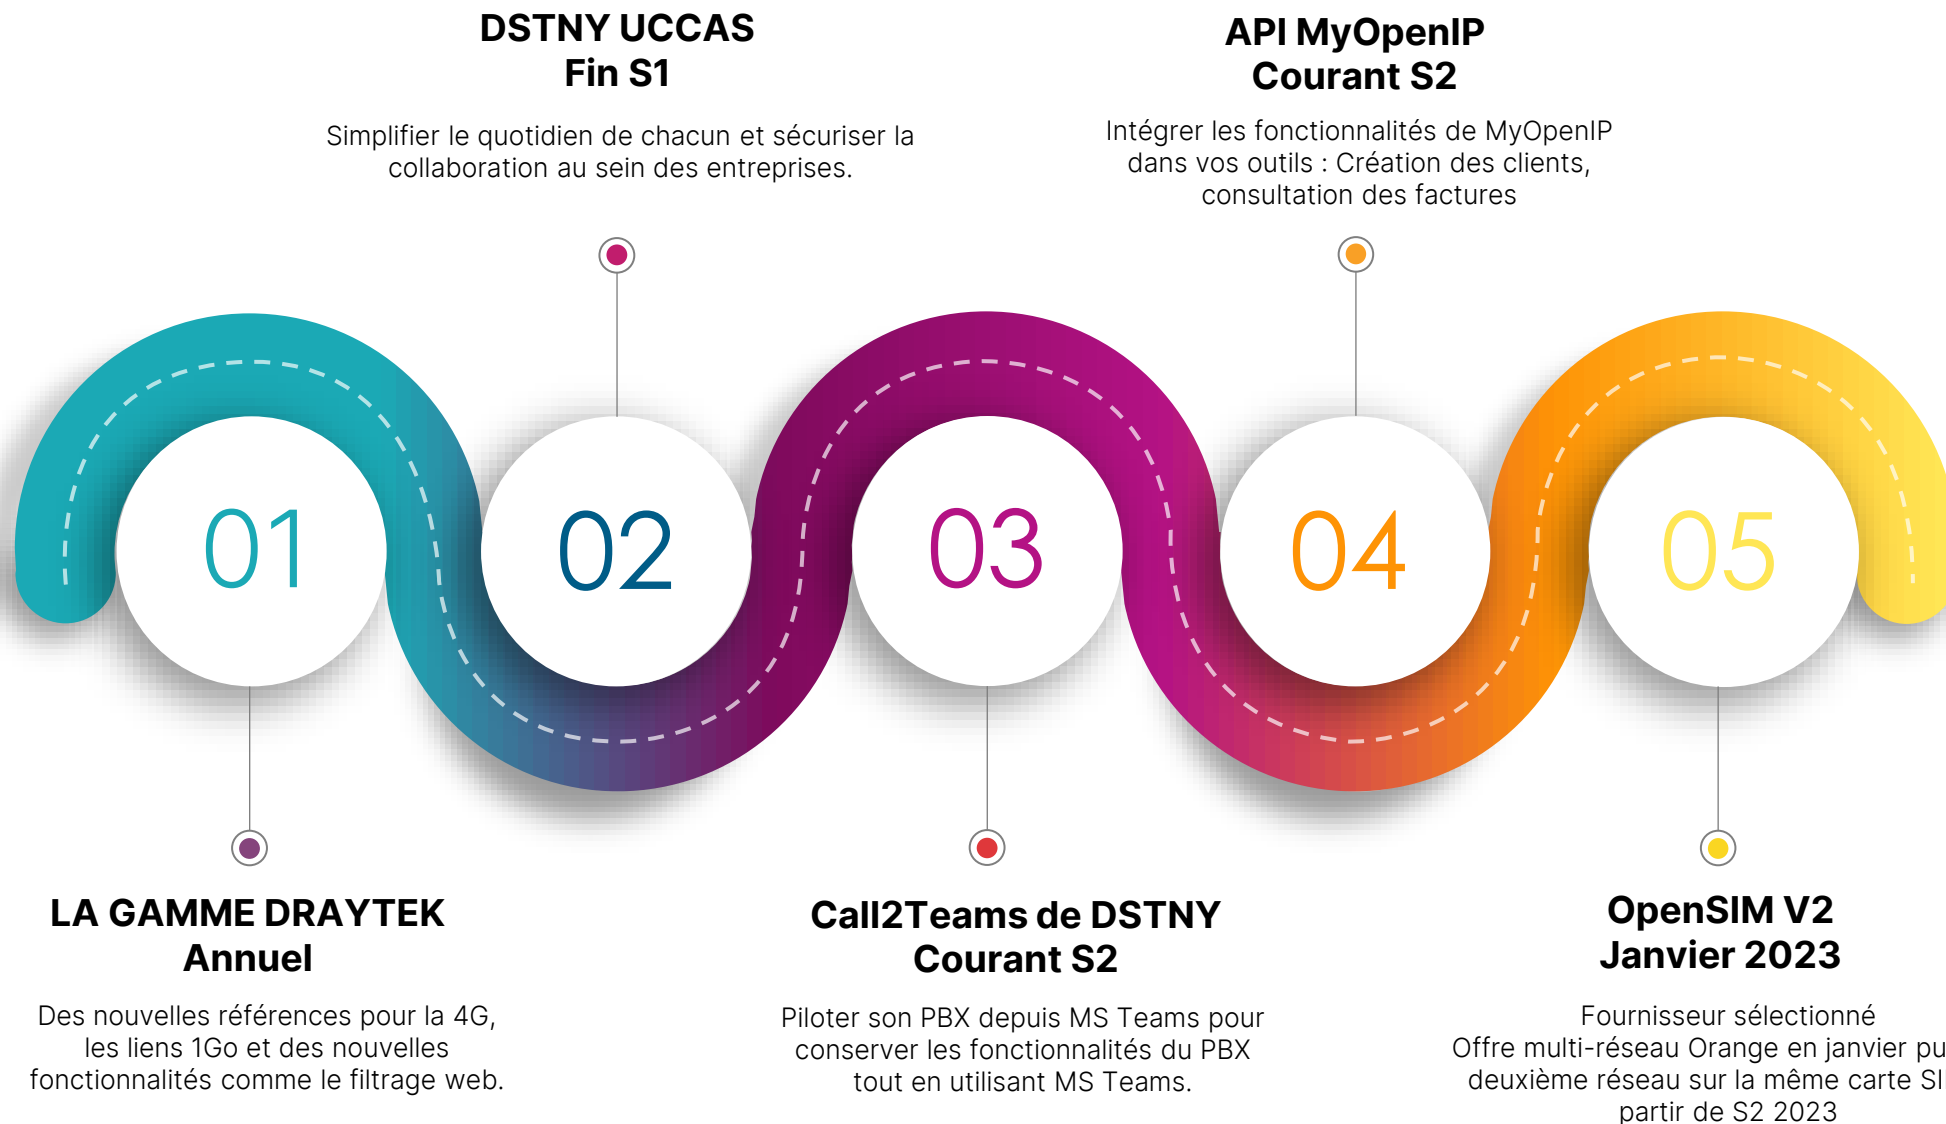 DSTNY UCCAS
Fin S1
Simplifier le quotidien de chacun et sécuriser la
collaboration au sein des entreprises.
API MyOpenIP
Courant S2
Intégrer les fonctionnalités de MyOpenIP
dans vos outils : Création des clients,
consultation des factures
01
02
03
04
05
LA GAMME DRAYTEK
Annuel
Des nouvelles références pour la 4G,
les liens 1Go et des nouvelles
fonctionnalités comme le filtrage web.
Call2Teams de DSTNY
Courant S2
Piloter son PBX depuis MS Teams pour
conserver les fonctionnalités du PBX
tout en utilisant MS Teams.
OpenSIM V2
Janvier 2023
Fournisseur sélectionné
Offre multi-réseau Orange en janvier
deuxième réseau sur la même carte
partir de S2 2023